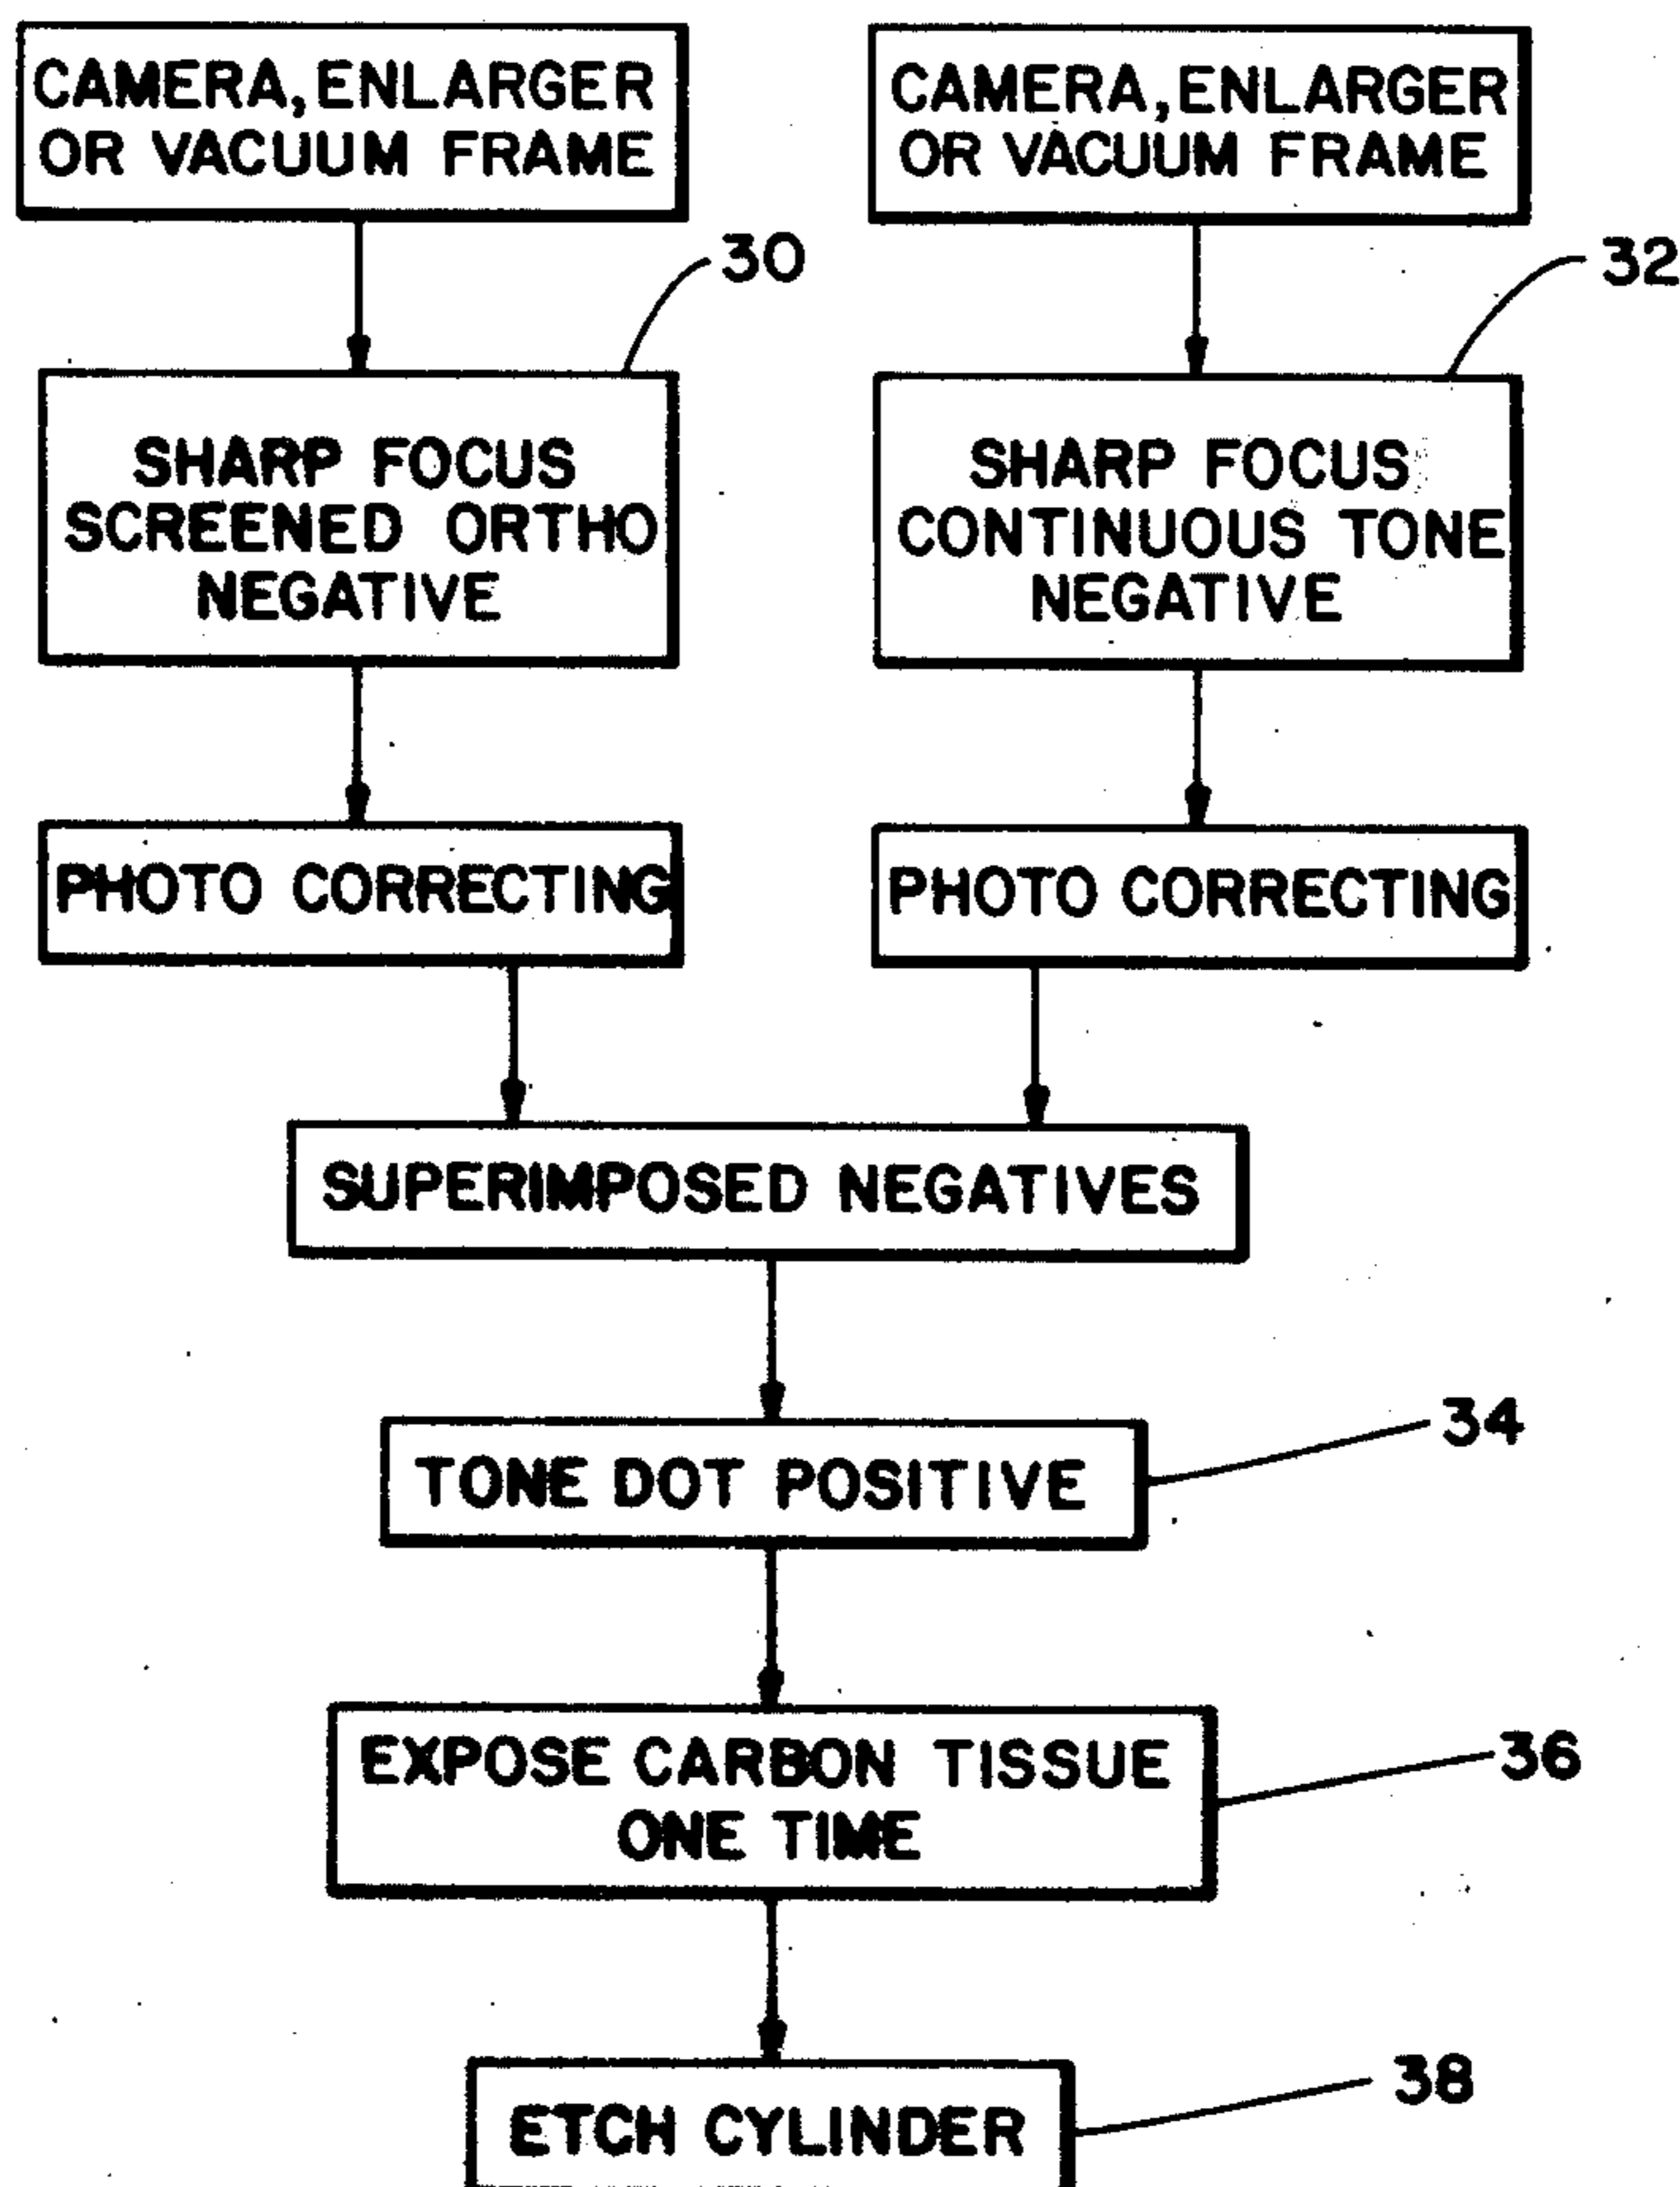 CAMERA, ENLARGER
OR VACUUM FRAME
CAMERA, ENLARGER
OR VACUUM FRAME
30
32
SHARP FOCUS
SCREENED ORTHO
NEGATIVE
SHARP FOCUS
CONTINUOUS TONE
NEGATIVE
PHOTO CORRECTING
PHOTO CORRECTING
SUPERIMPOSED NEGATIVES
TONE DOT POSITIVE
34
EXPOSE CARBON TISSUE
ONE TIME
36
ETCH CYLINDER
38